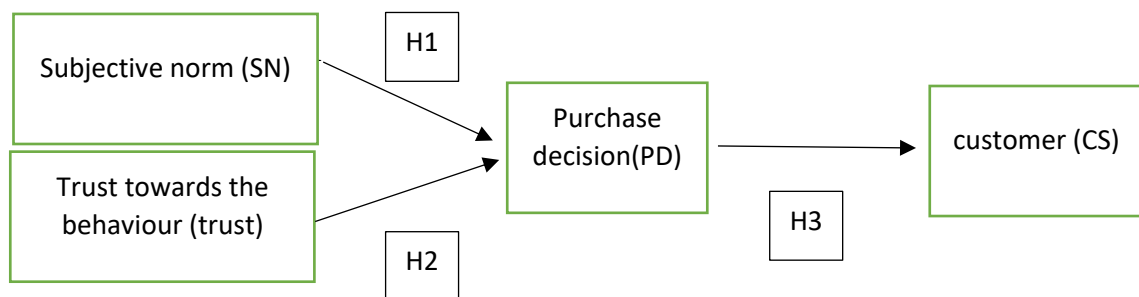 H1
Subjective norm (SN)
Purchase
decision(PD)
customer (CS)
Trust towards the
behaviour (trust)
H3
H2